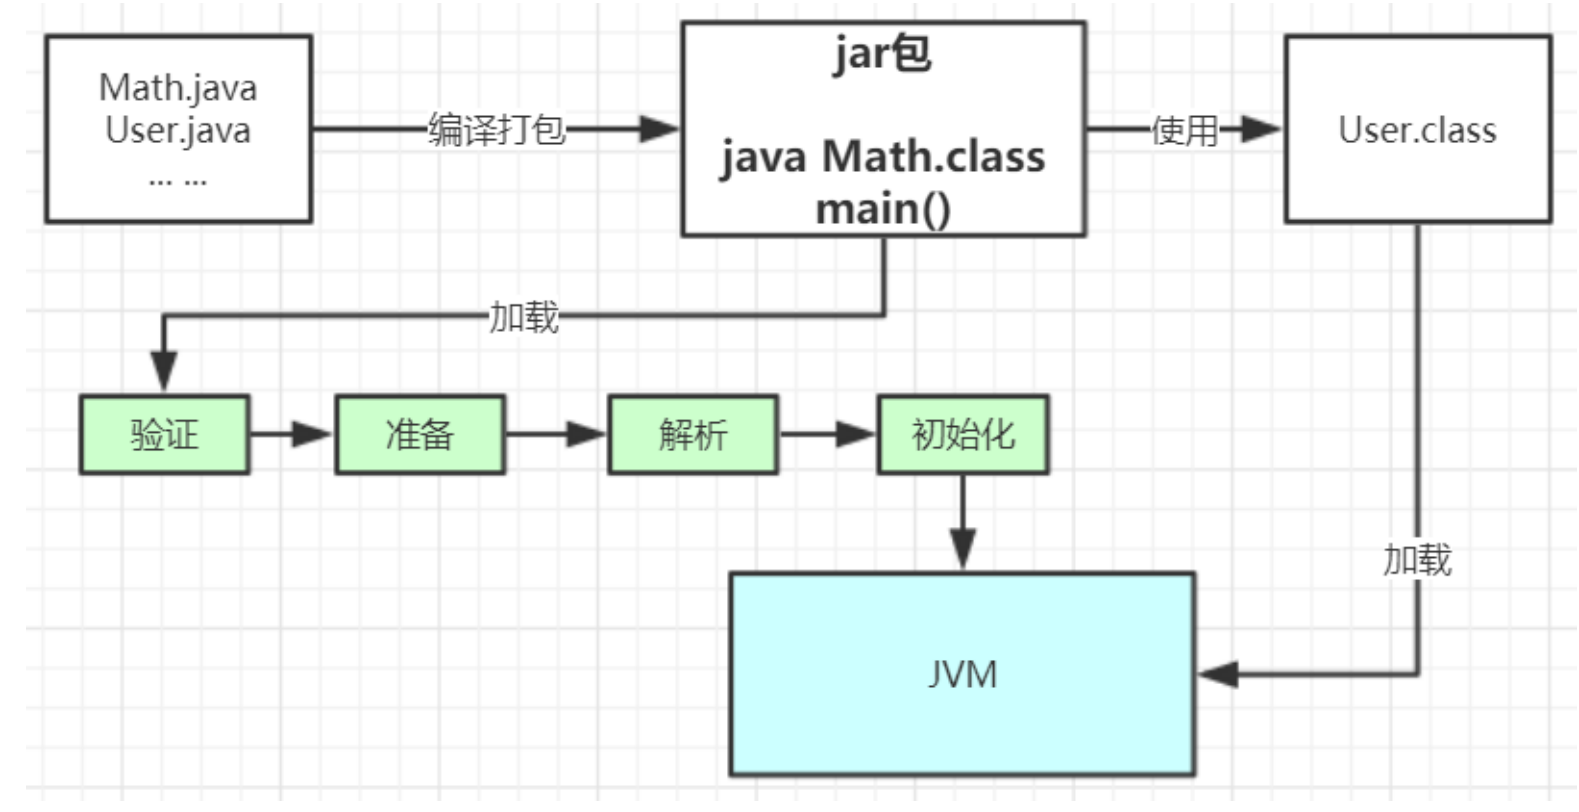 Math.java
User.java
... ...
编译打包
jar包
java Math.class
main()
使用
User.class
加载
验证
准备
解析
初始化
加载
JVM